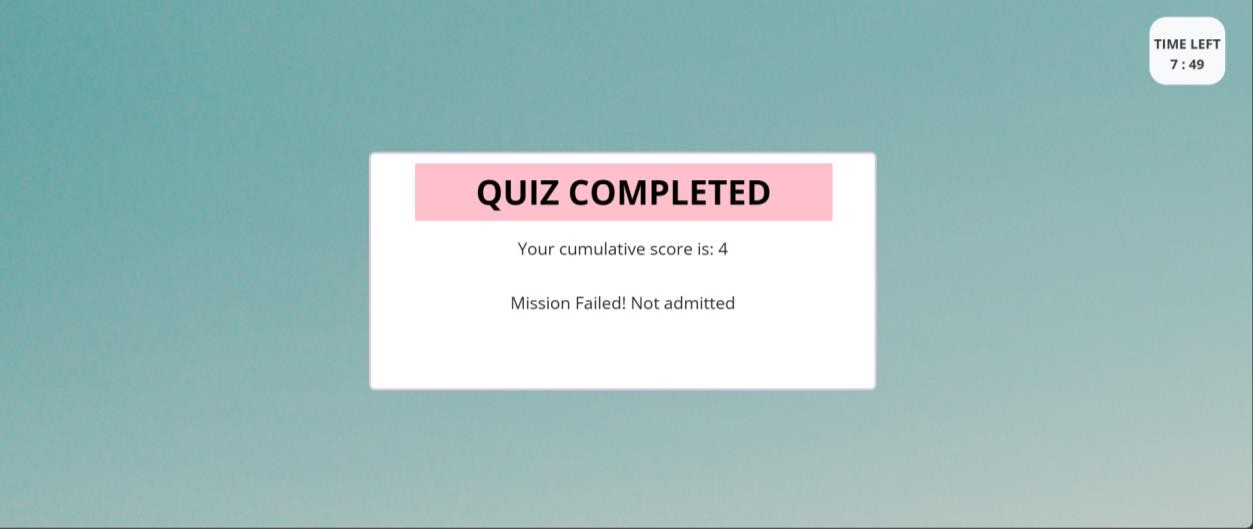 TIME LEFT
7 : 49
QUIZ COMPLETED
Your cumulative score is: 4
Mission Failed! Not admitted